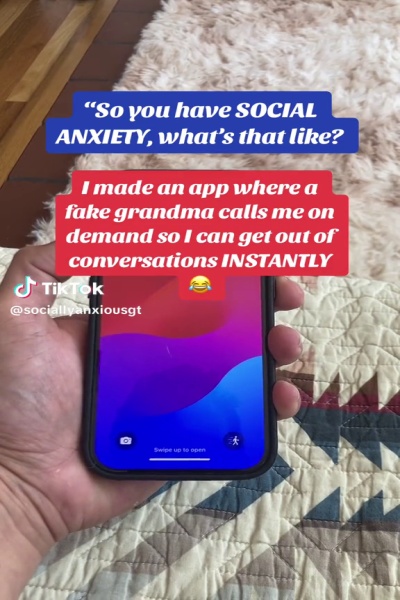 “So you have SOCIAL
ANXIETY, what’s that like?
I made an app where a
fake grandma calls me on
demand so I can get out of
conversations INSTANTLY
😂
TikTok
@sociallyanxiousgt
Swipe up to open